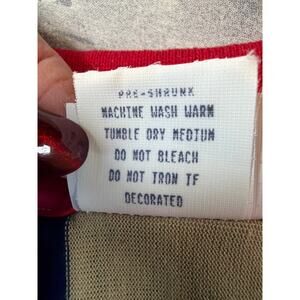 PRE-SHRUNK
MACHINE WASH WARM
TUMBLE DRY MEDIUM
DO NOT BLEACH
DO NOT IRON IF
DECORATED